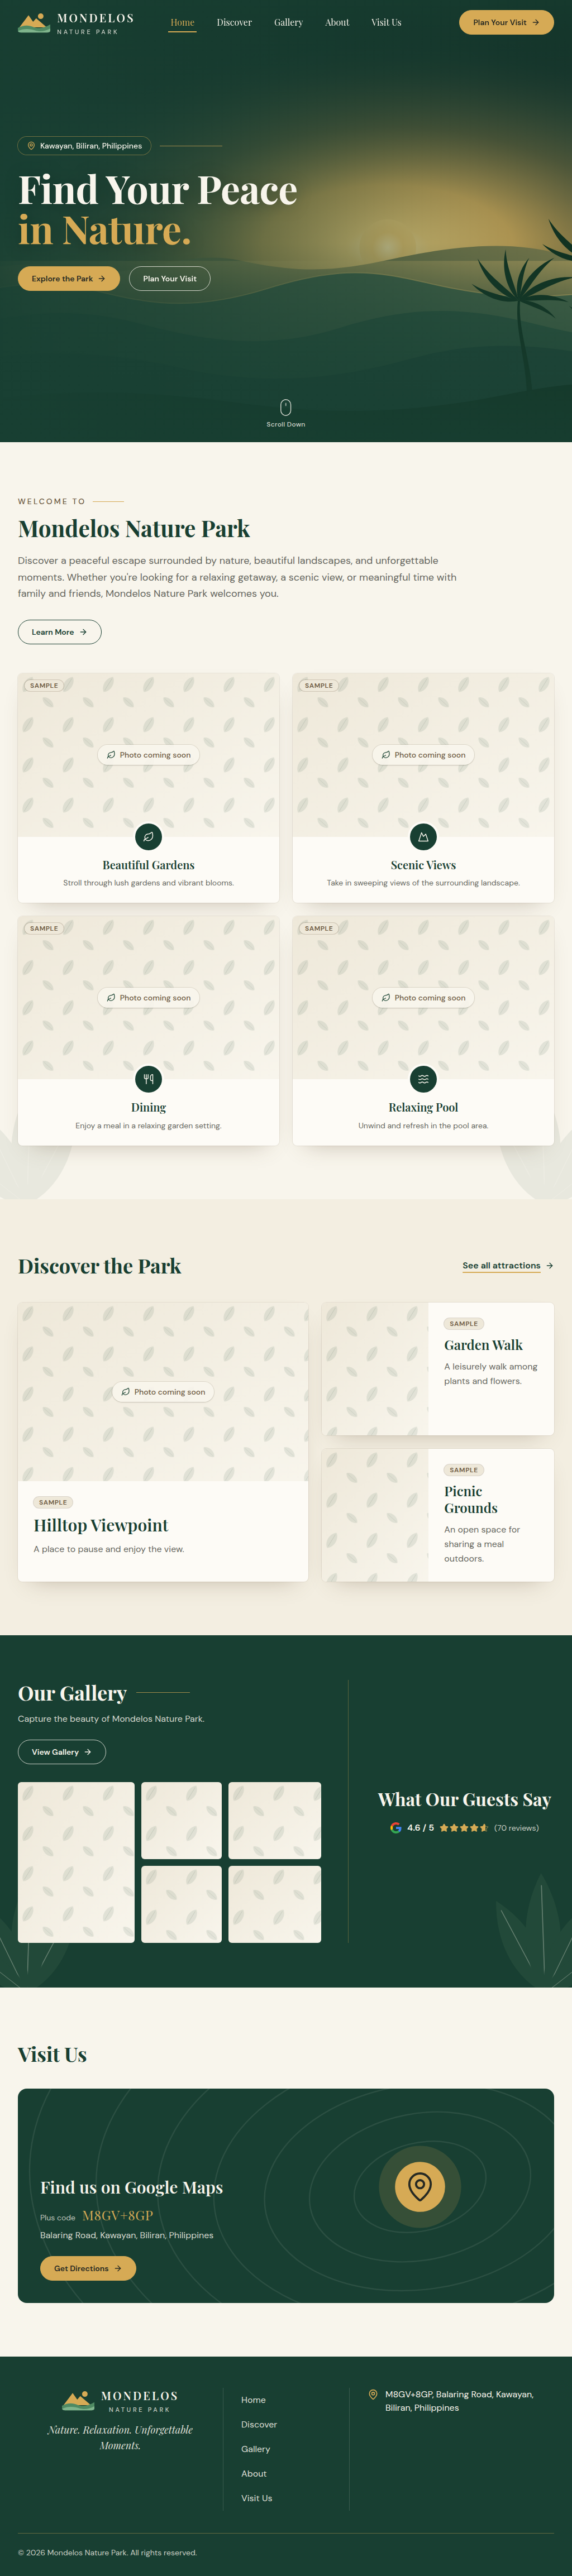 MONDELOS
NATURE PARK
Home
Discover
Gallery
About
Visit Us
Plan Your Visit
Kawayan, Biliran, Philippines
Find Your Peace
in Nature.
Explore the Park
Plan Your Visit
Scroll Down
WELCOME TO
Mondelos Nature Park
Discover a peaceful escape surrounded by nature, beautiful landscapes, and unforgettable
moments. Whether you're looking for a relaxing getaway, a scenic view, or meaningful time with
family and friends, Mondelos Nature Park welcomes you.
Learn More
SAMPLE
Photo coming soon
Beautiful Gardens
Stroll through lush gardens and vibrant blooms.
SAMPLE
Photo coming soon
Scenic Views
Take in sweeping views of the surrounding landscape.
SAMPLE
Photo coming soon
Dining
Enjoy a meal in a relaxing garden setting.
SAMPLE
Photo coming soon
Relaxing Pool
Unwind and refresh in the pool area.
Discover the Park
See all attractions
Photo coming soon
SAMPLE
Hilltop Viewpoint
A place to pause and enjoy the view.
SAMPLE
Garden Walk
A leisurely walk among
plants and flowers.
SAMPLE
Picnic
Grounds
An open space for
sharing a meal
outdoors.
Our Gallery
Capture the beauty of Mondelos Nature Park.
View Gallery
What Our Guests Say
4.6 / 5
(70 reviews)
Visit Us
Find us on Google Maps
Plus code M8GV+8GP
Balaring Road, Kawayan, Biliran, Philippines
Get Directions
MONDELOS
NATURE PARK
Nature. Relaxation. Unforgettable
Moments.
Home
Discover
Gallery
About
Visit Us
M8GV+8GP, Balaring Road, Kawayan,
Biliran, Philippines
© 2026 Mondelos Nature Park. All rights reserved.